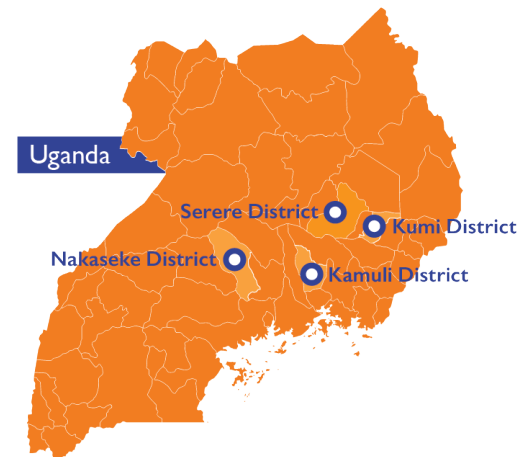 Uganda
Serere District
Kumi District
Nakaseke District
Kamuli District